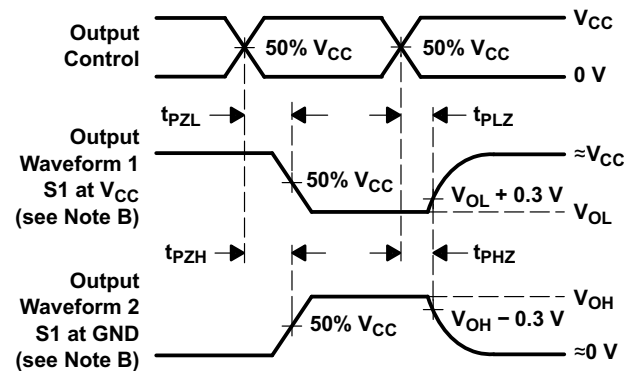 Output
Control
50% VCC
50% VCC
VCC
0 V
tPZL
tPLZ
Output
Waveform 1
S1 at VCC
(see Note B)
50% VCC
≈VCC
VOL + 0.3 V
VOL
tPZH
tPHZ
Output
Waveform 2
S1 at GND
(see Note B)
50% VCC
VOH
VOH − 0.3 V
≈0 V